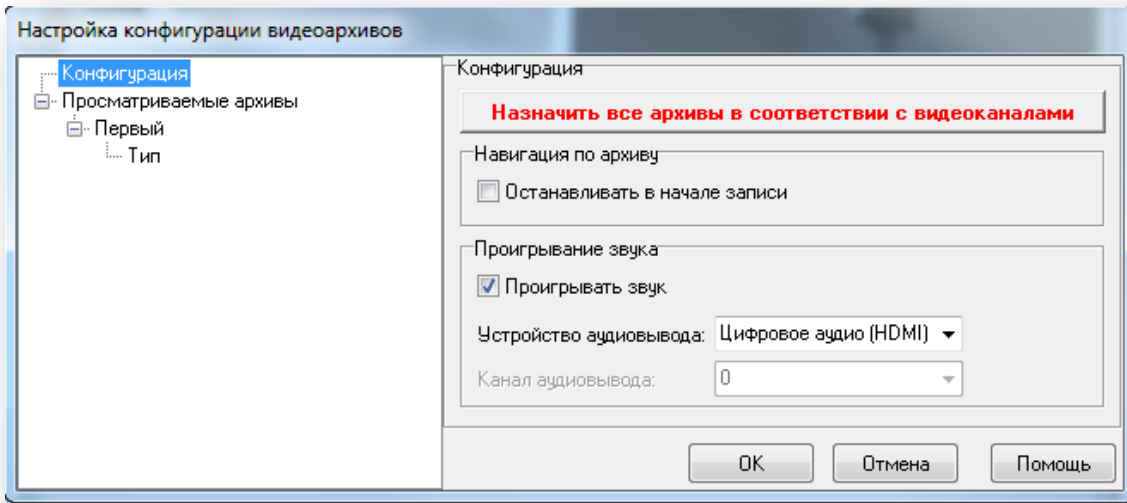 Настройка конфигурации видеоархивов
Конфигурация
Просматриваемые архивы
Первый
Тип
Конфигурация
Назначить все архивы в соответствии с видеоканалами
Навигация по архиву
Останавливать в начале записи
Проигрывание звука
Проигрывать звук
Устройство аудиовывода: Цифровое аудио (HDMI)
Канал аудиовывода: 0
OK Отмена Помощь